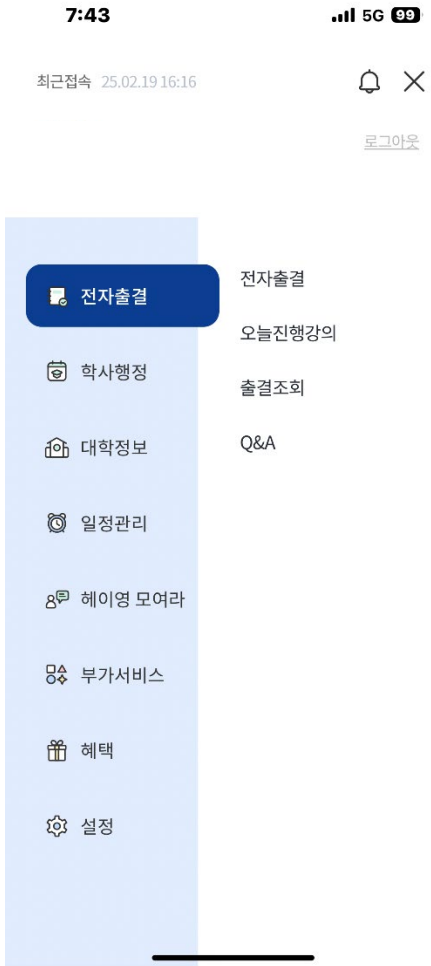 7:43 5G 99
최근접속 25.02.19 16:16
로그아웃
전자출결
학사행정
대학정보
일정관리
헤이영 모여라
부가서비스
혜택
설정
전자출결
오늘진행강의
출결조회
Q&A